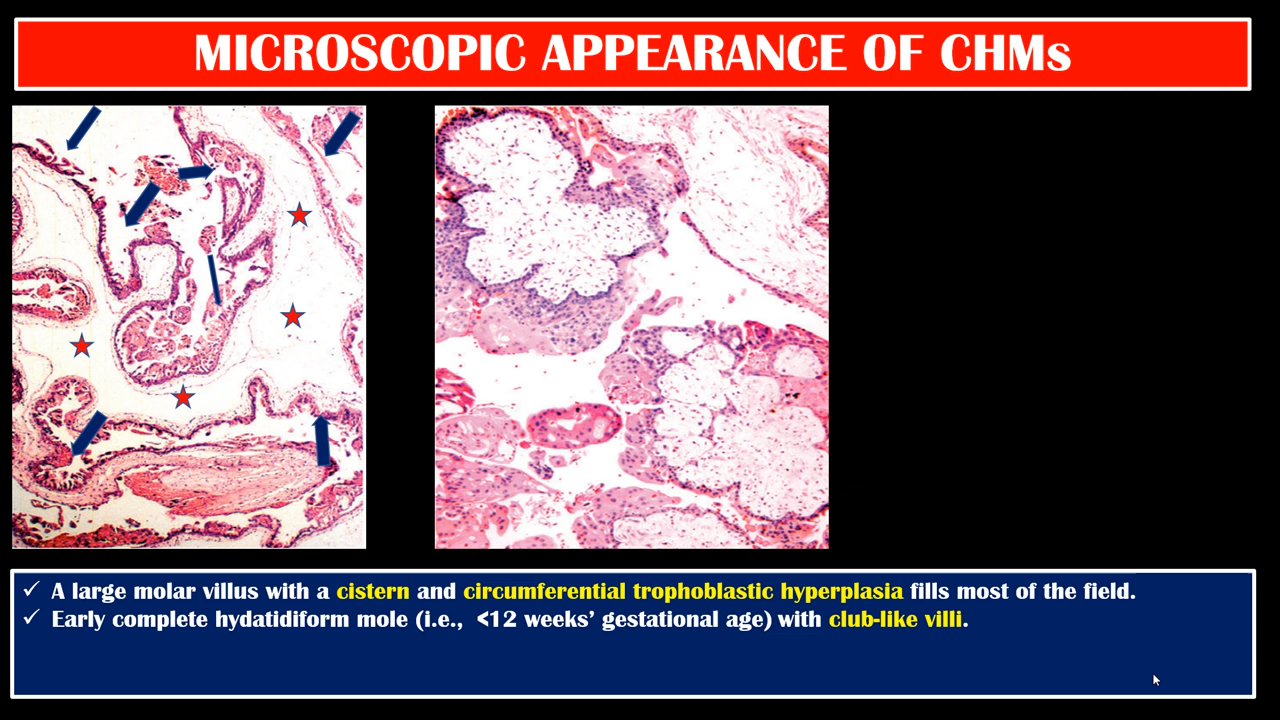 MICROSCOPIC APPEARANCE OF CHMs
✓ A large molar villus with a cistern and circumferential trophoblastic hyperplasia fills most of the field.
✓ Early complete hydatidiform mole (i.e., <12 weeks’ gestational age) with club-like villi.